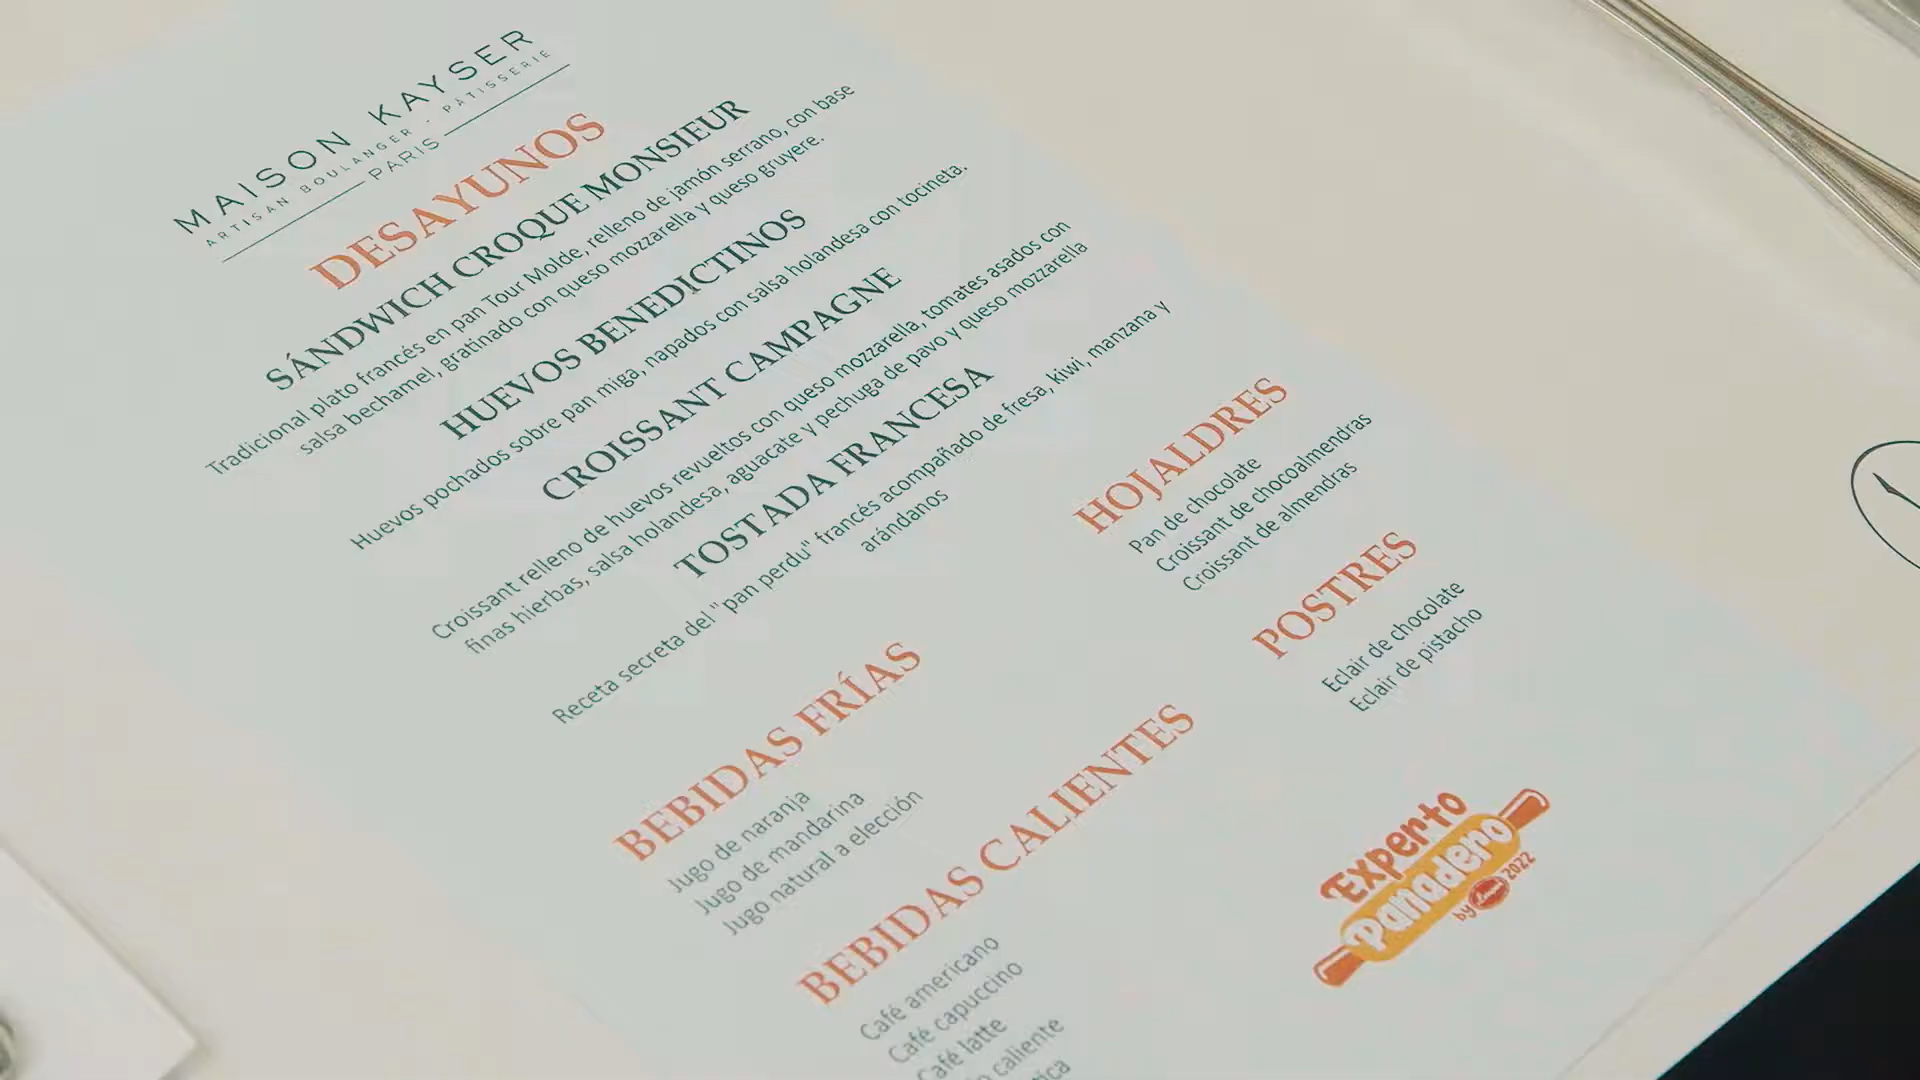 MAISON KAYSER
ARTISAN BOULANGER - PÂTISSERIE
PARIS
DESAYUNOS
SÁNDWICH CROQUE MONSIEUR
Tradicional plato francés en pan Tour Molde, relleno de jamón serrano, con base
salsa bechamel, gratinado con queso mozzarella y queso gruyere.
HUEVOS BENEDICTINOS
Huevos pochados sobre pan miga, napados con salsa holandesa con tocineta.
CROISSANT CAMPAGNE
Croissant relleno de huevos revueltos con queso mozzarella, tomates asados con
finas hierbas, salsa holandesa, aguacate y pechuga de pavo y queso mozzarella
TOSTADA FRANCESA
Receta secreta del " pan perdu" francés acompañado de fresa, kiwi, manzana y
arándanos
HOJALDRES
Pan de chocolate
Croissant de chocoalmendras
Croissant de almendras
POSTRES
Eclair de chocolate
Eclair de pistacho
BEBIDAS FRÍAS
Jugo de naranja
Jugo de mandarina
Jugo natural a elección
BEBIDAS CALIENTES
Café americano
Café capuccino
Café latte
caliente
Experto
Panadero
by 2022